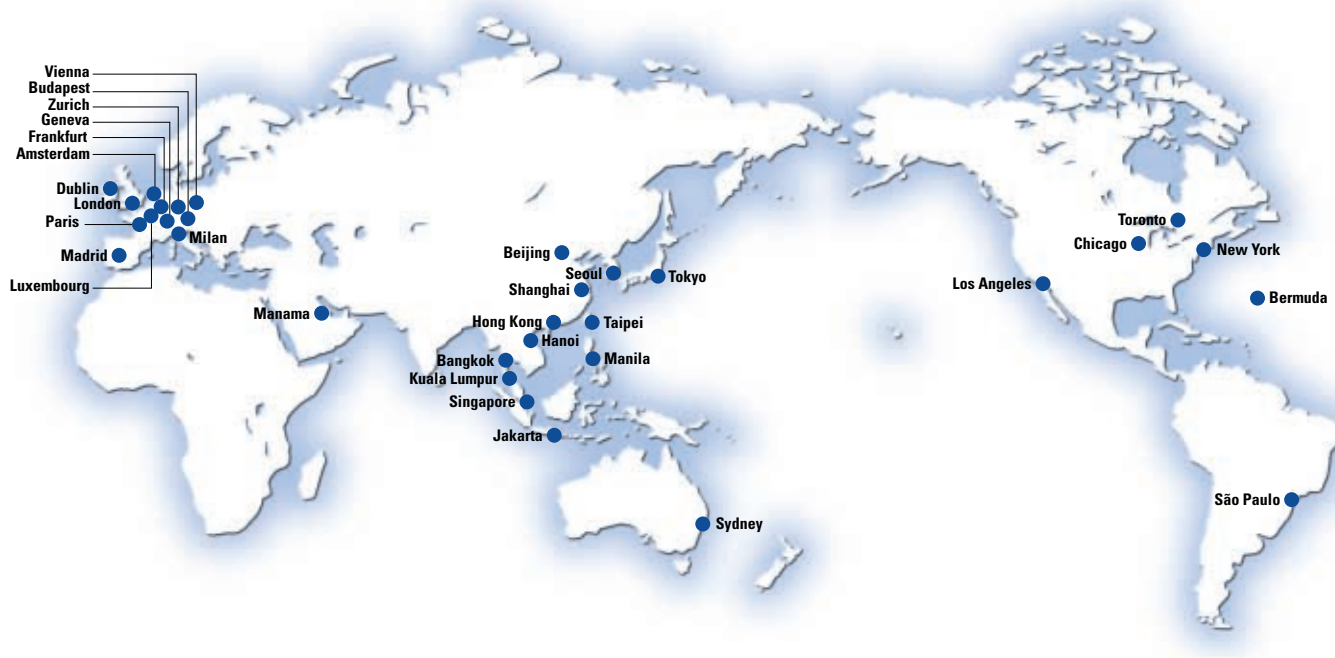 Vienna
Budapest
Zurich
Geneva
Frankfurt
Amsterdam
Dublin
London
Paris
Milan
Madrid
Luxembourg
Manama
Beijing
Seoul
Tokyo
Shanghai
Hong Kong
Taipei
Hanoi
Bangkok
Manila
Kuala Lumpur
Singapore
Jakarta
Sydney
Toronto
Chicago
New York
Los Angeles
Bermuda
São Paulo